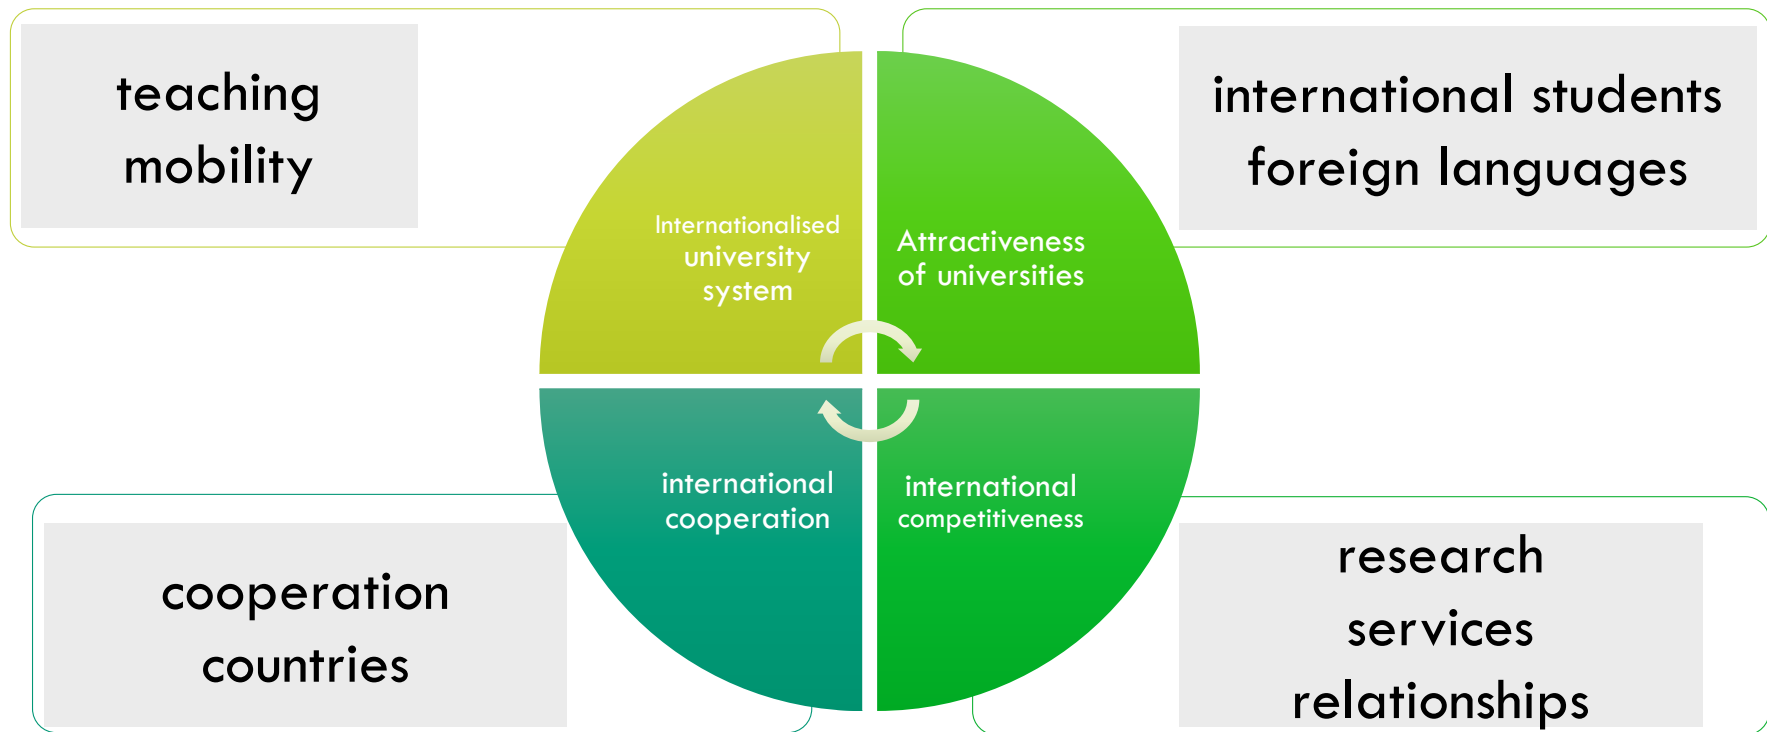 teaching
mobility
international students
foreign languages
Internationalised
university
system
Attractiveness
of universities
international
cooperation
international
competitiveness
cooperation
countries
research
services
relationships